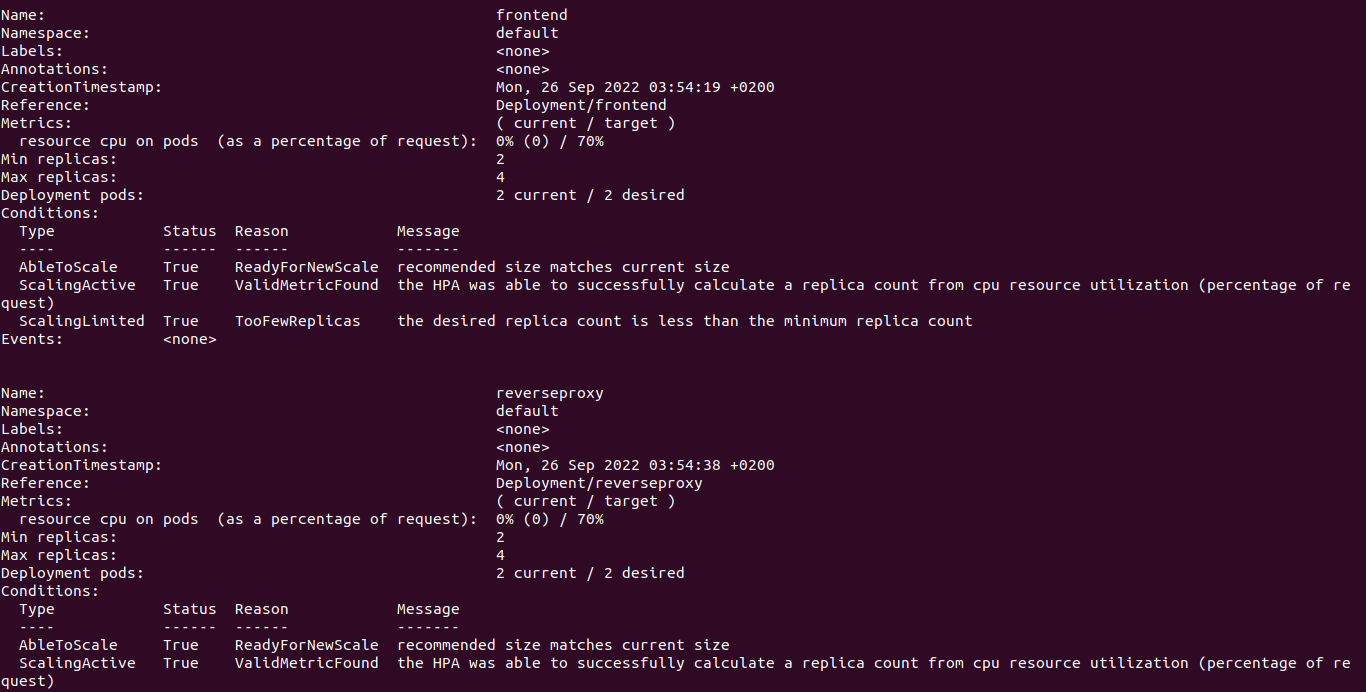 Name:                                                  frontend
Namespace:                                             default
Labels:                                                <none>
Annotations:                                           <none>
CreationTimestamp:                                     Mon, 26 Sep 2022 03:54:19 +0200
Reference:                                             Deployment/frontend
Metrics:                                               ( current / target )
  resource cpu on pods  (as a percentage of request):  0% (0) / 70%
Min replicas:                                          2
Max replicas:                                          4
Deployment pods:                                       2 current / 2 desired
Conditions:
  Type            Status  Reason            Message
  ----            ------  ------            -------
  AbleToScale     True    ReadyForNewScale  recommended size matches current size
  ScalingActive   True    ValidMetricFound  the HPA was able to successfully calculate a replica count from cpu resource utilization (percentage of re
quest)
  ScalingLimited  True    TooFewReplicas    the desired replica count is less than the minimum replica count
Events:           <none>
Name:                                                  reverseproxy
Namespace:                                             default
Labels:                                                <none>
Annotations:                                           <none>
CreationTimestamp:                                     Mon, 26 Sep 2022 03:54:38 +0200
Reference:                                             Deployment/reverseproxy
Metrics:                                               ( current / target )
  resource cpu on pods  (as a percentage of request):  0% (0) / 70%
Min replicas:                                          2
Max replicas:                                          4
Deployment pods:                                       2 current / 2 desired
Conditions:
  Type            Status  Reason            Message
  ----            ------  ------            -------
  AbleToScale     True    ReadyForNewScale  recommended size matches current size
  ScalingActive   True    ValidMetricFound  the HPA was able to successfully calculate a replica count from cpu resource utilization (percentage of re
quest)